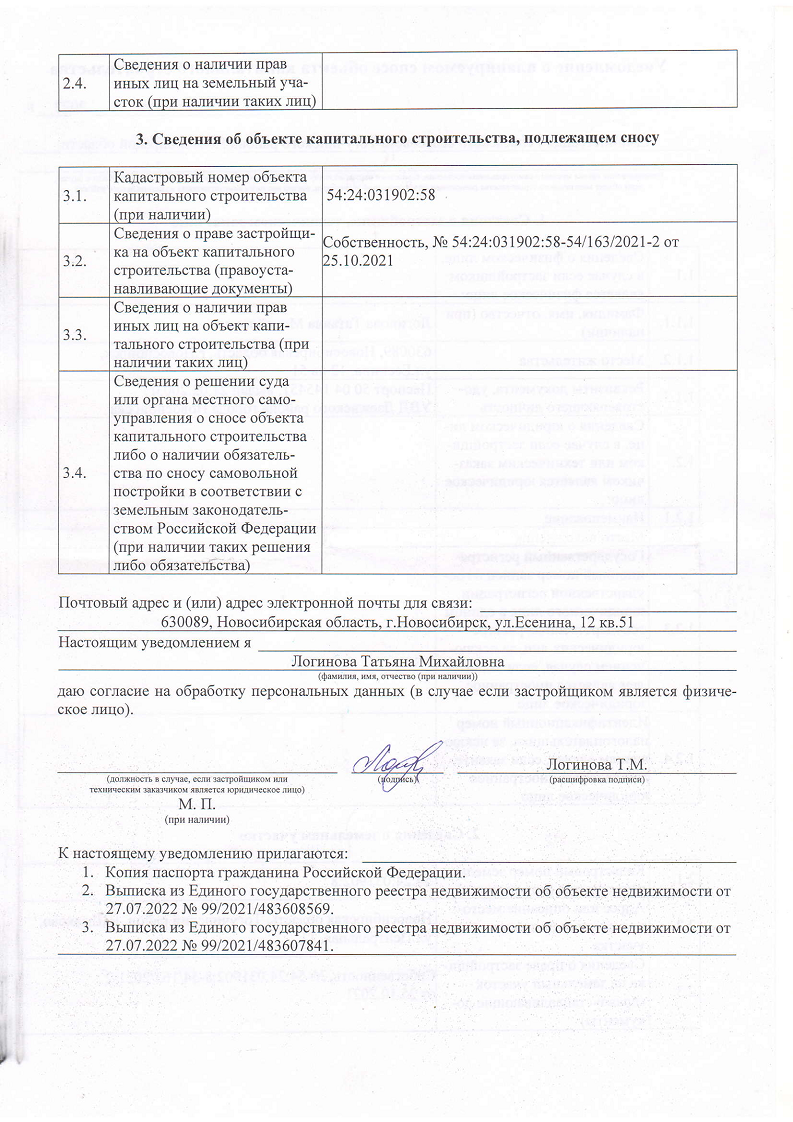 2.4.
Сведения о наличии прав
иных лиц на земельный уча-
сток (при наличии таких лиц)
3. Сведения об объекте капитального строительства, подлежащем сносу
3.1.
Кадастровый номер объекта
капитального строительства
(при наличии)
54:24:031902:58
3.2.
Сведения о праве застройщи-
ка на объект капитального
строительства (правоуста-
навливающие документы)
Собственность, № 54:24:031902:58-54/163/2021-2 от
25.10.2021
3.3.
Сведения о наличии прав
иных лиц на объект капи-
тального строительства (при
наличии таких лиц)
3.4.
Сведения о решении суда
или органа местного само-
управления о сносе объекта
капитального строительства
либо о наличии обязатель-
ства по сносу самовольной
постройки в соответствии с
земельным законодатель-
ством Российской Федерации
(при наличии таких решения
либо обязательства)
Почтовый адрес и (или) адрес электронной почты для связи:
630089, Новосибирская область, г.Новосибирск, ул.Есенина, 12 кв.51
Настоящим уведомлением я
Логинова Татьяна Михайловна
(фамилия, имя, отчество (при наличии))
даю согласие на обработку персональных данных (в случае если застройщиком является физиче-
ское лицо).
Логинова Т.М.
(должность в случае, если застройщиком или
техническим заказчиком является юридическое лицо)
(подпись)
(расшифровка подписи)
М. П.
(при наличии)
К настоящему уведомлению прилагаются:
1. Копия паспорта гражданина Российской Федерации.
2. Выписка из Единого государственного реестра недвижимости об объекте недвижимости от
27.07.2022 № 99/2021/483608569.
3. Выписка из Единого государственного реестра недвижимости об объекте недвижимости от
27.07.2022 № 99/2021/483607841.